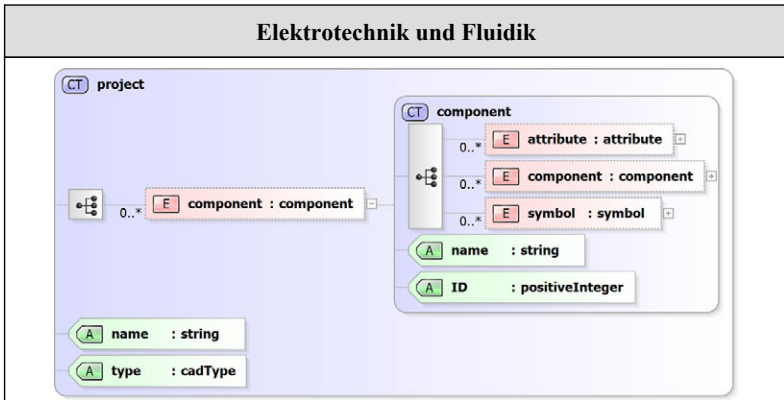 Elektrotechnik und Fluidik
CT project
CT component
0..* E attribute : attribute
0..* E component : component
0..* E component : component
0..* E symbol : symbol
A name : string
A ID : positiveInteger
A name : string
A type : cadType